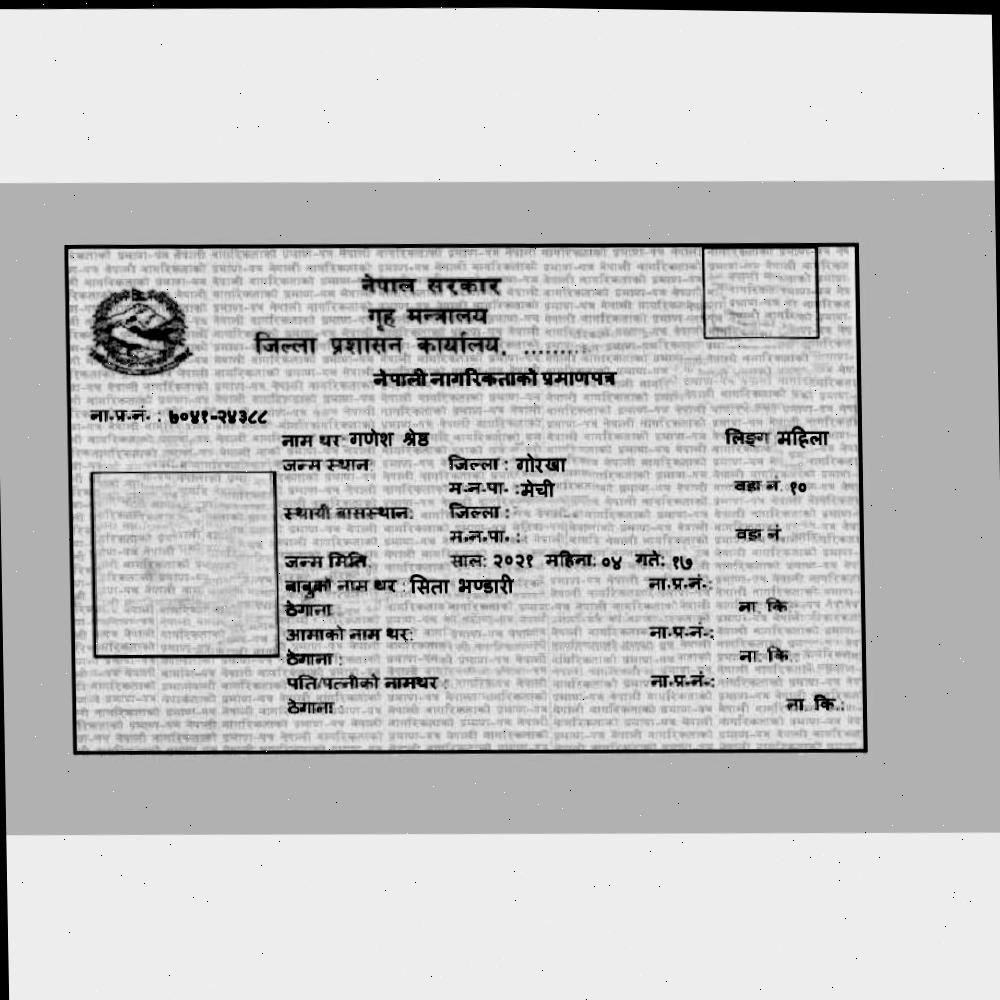 नेपाल सरकार
गृह मन्त्रालय
जिल्ला प्रशासन कार्यालय, ........
नेपाली नागरिकताको प्रमाणपत्र
ना.प्र.नं. : ७०४१-२४३८८
नाम थर गणेश श्रेष्ठ लिङ्ग महिला
जन्म स्थान: जिल्ला : गोरखा
म.न.पा. : मेची वडा नं. १०
स्थायी बासस्थान: जिल्ला :
म.न.पा. : वडा नं
जन्म मिति: साल: २०२१ महिना: ०४ गते: १७
बाबुको नाम थर : सिता भण्डारी ना.प्र.नं.:
ठेगाना ना. कि
आमाको नाम थर: ना.प्र.नं.:
ठेगाना : ना. कि.:
पति/पत्नीको नामथर : ना.प्र.नं.:
ठेगाना : ना. कि.: